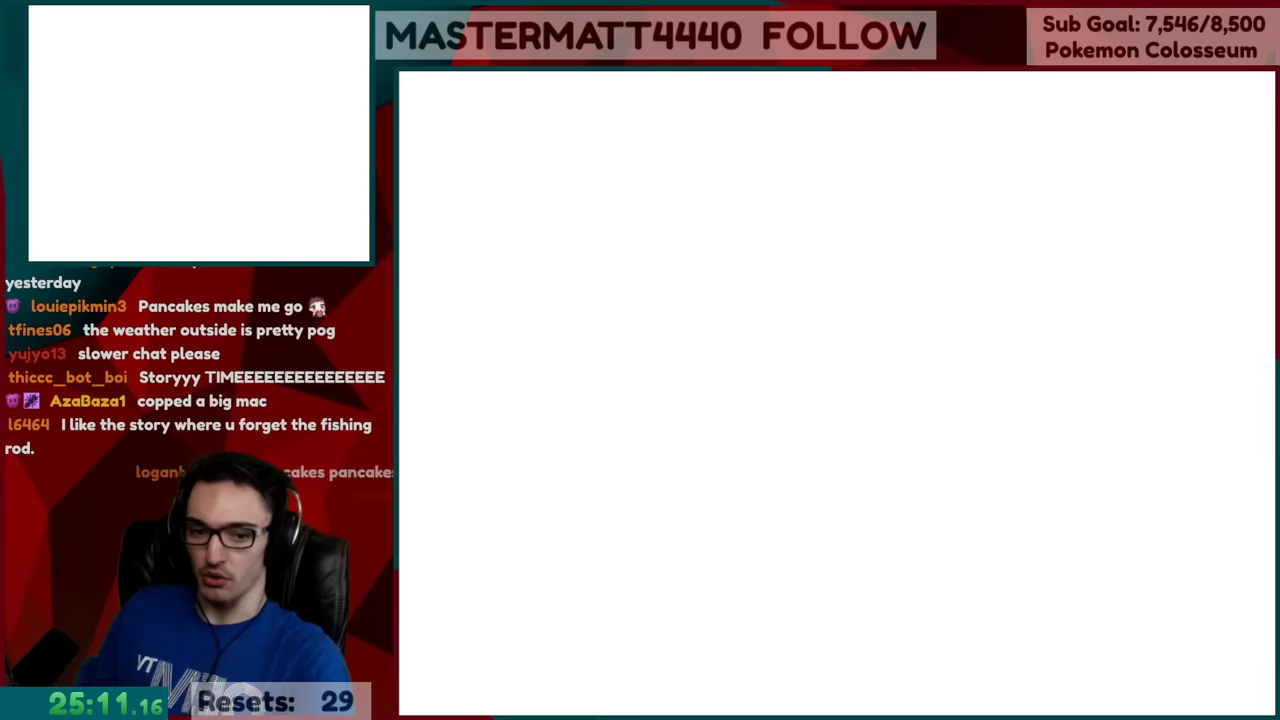 MASTERMATT4440 FOLLOW
Sub Goal: 7,546/8,500
Pokemon Colosseum
yesterday
louiepikmin3 Pancakes make me go
tfines06 the weather outside is pretty pog
yujyo13 slower chat please
thiccc_bot_boi Storyyy TIMEEEEEEEEEEEEEEE
AzaBaza1 copped a big mac
l6464 I like the story where u forget the fishing
rod.
YT
25:11.16
Resets: 29